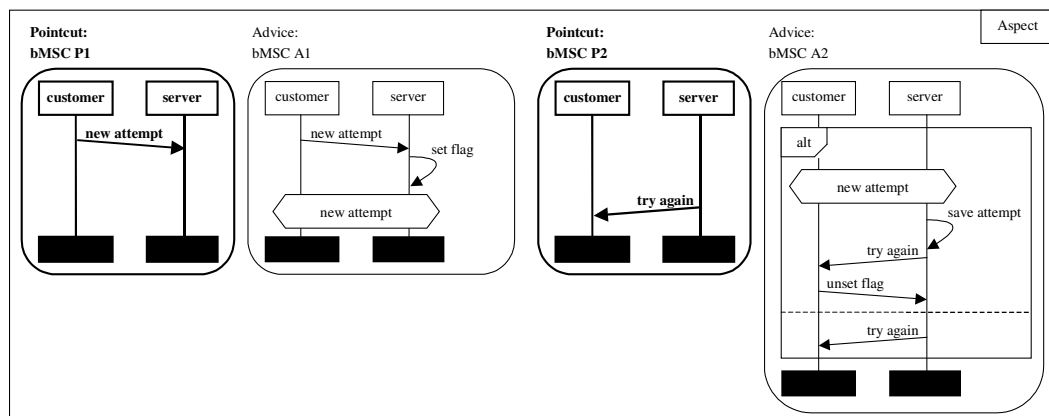 Aspect
Pointcut:
bMSC P1
customer
server
new attempt
Advice:
bMSC A1
customer
server
new attempt
set flag
new attempt
Pointcut:
bMSC P2
customer
server
try again
Advice:
bMSC A2
customer
server
alt
new attempt
save attempt
try again
unset flag
try again